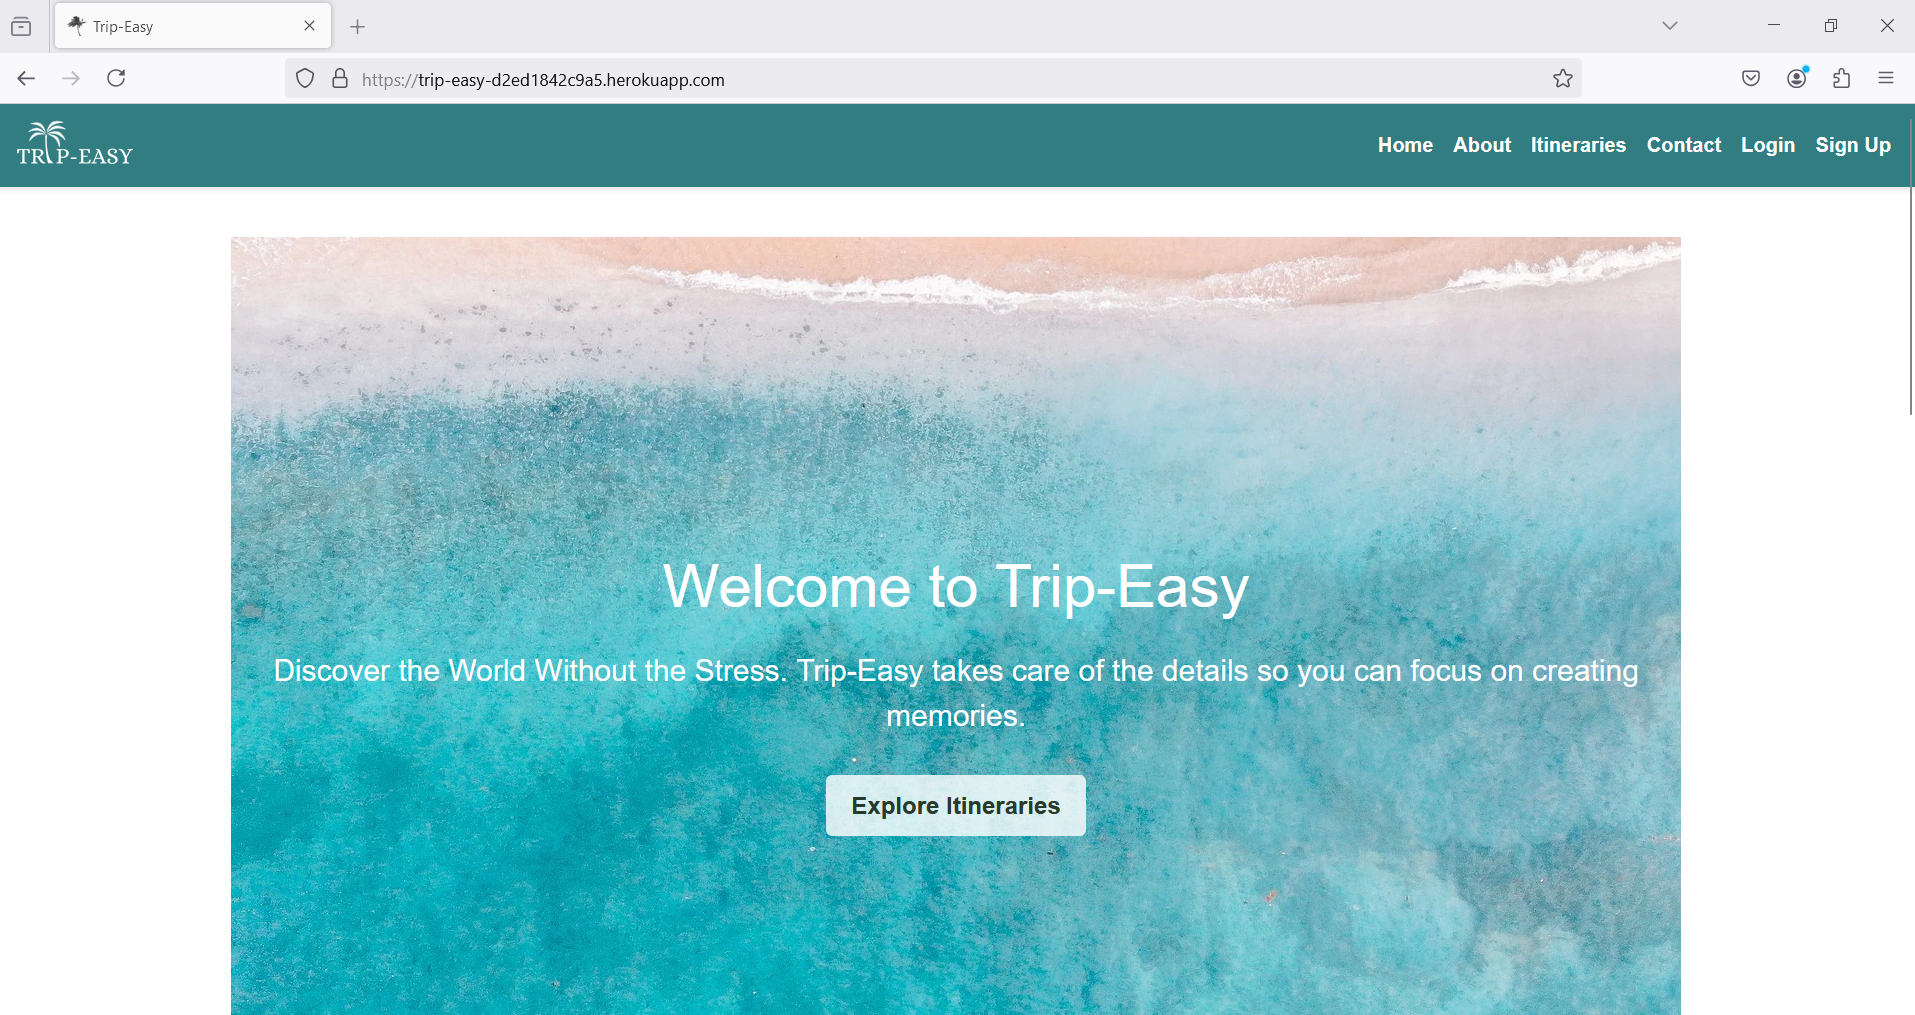 Trip-Easy
https://trip-easy-d2ed1842c9a5.herokuapp.com
TRIP-EASY
Home About Itineraries Contact Login Sign Up
Welcome to Trip-Easy
Discover the World Without the Stress. Trip-Easy takes care of the details so you can focus on creating
memories.
Explore Itineraries